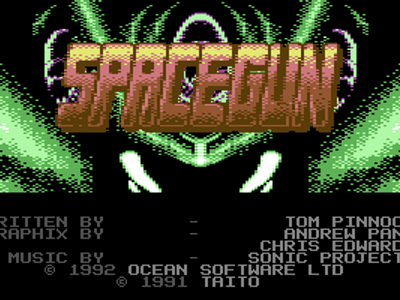 SPACEGUN
RITTEN BY - TOM PINNOC
RAPHIX BY - ANDREW PAN
CHRIS EDWARD
MUSIC BY - SONIC PROJECT
© 1992 OCEAN SOFTWARE LTD
© 1991 TAITO